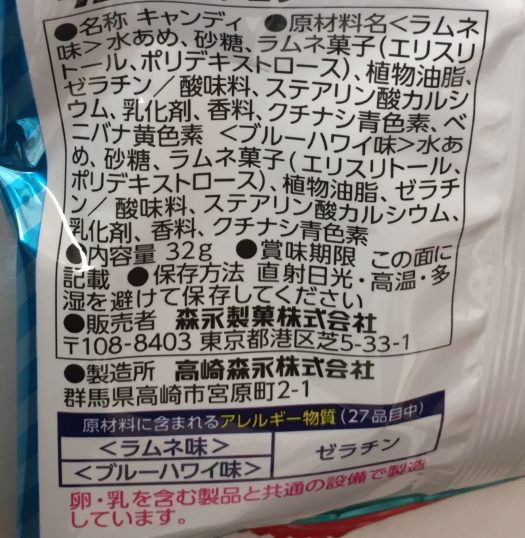 ●名称 キャンディ ●原材料名<ラムネ
味>水あめ、砂糖、ラムネ菓子(エリスリ
トール、ポリデキストロース)、植物油脂、
ゼラチン/酸味料、ステアリン酸カルシ
ウム、乳化剤、香料、クチナシ青色素、ベ
ニバナ黄色素 <ブルーハワイ味>水あ
め、砂糖、ラムネ菓子(エリスリトール、
ポリデキストロース)、植物油脂、ゼラチ
ン/酸味料、ステアリン酸カルシウム、
乳化剤、香料、クチナシ青色素
●内容量 32g ●賞味期限 この面に
記載 ●保存方法 直射日光・高温・多
湿を避けて保存してください
●販売者 森永製菓株式会社
〒108-8403 東京都港区芝5-33-1
●製造所 高崎森永株式会社
群馬県高崎市宮原町2-1
原材料に含まれるアレルギー物質(27品目中)
<ラムネ味>
<ブルーハワイ味>
ゼラチン
卵・乳を含む製品と共通の設備で製造
しています。